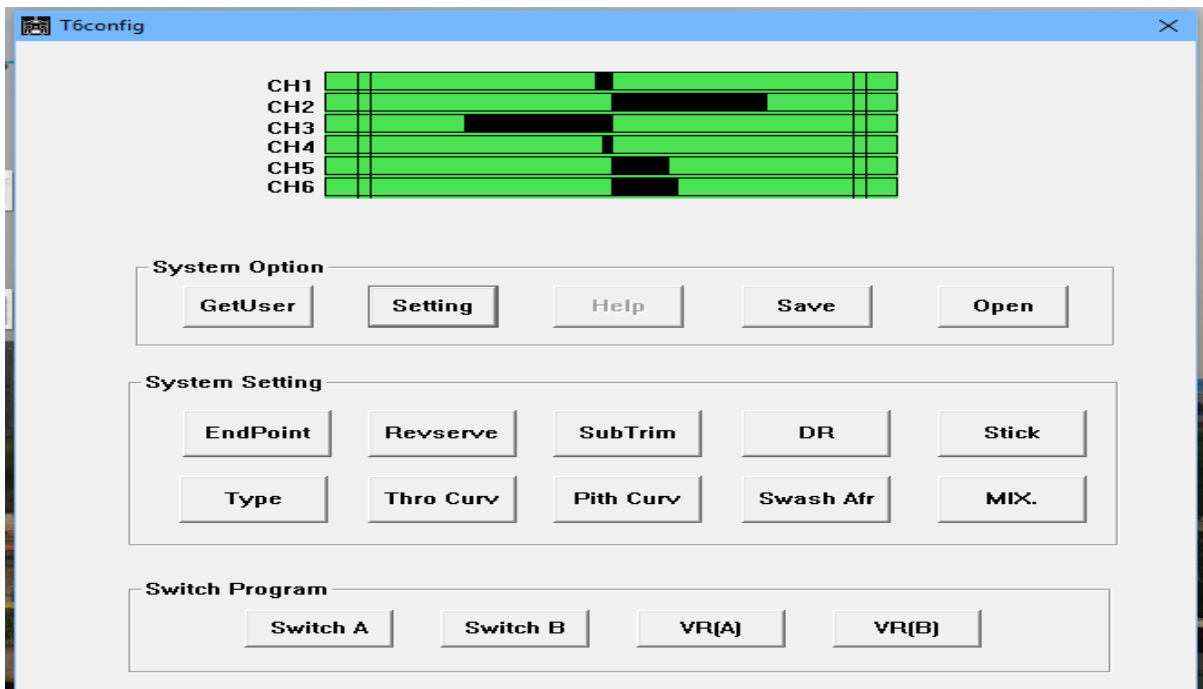 T6config
CH1
CH2
CH3
CH4
CH5
CH6
System Option
GetUser Setting Help Save Open
System Setting
EndPoint Revserve SubTrim DR Stick
Type Thro Curv Pith Curv Swash Afr MIX.
Switch Program
Switch A Switch B VR(A) VR(B)